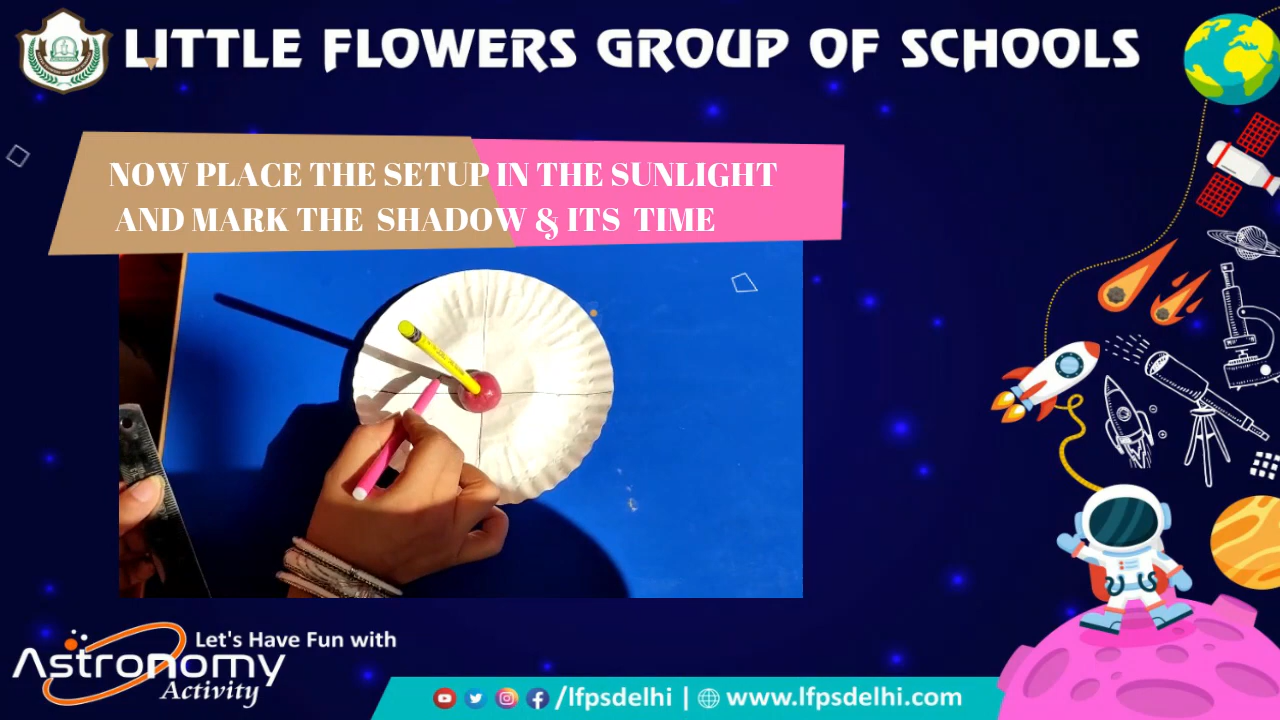 LITTLE FLOWERS GROUP OF SCHOOLS
NOW PLACE THE SETUP IN THE SUNLIGHT
AND MARK THE SHADOW & ITS TIME
Let's Have Fun with
Astronomy
Activity
/lfpsdelhi | www.lfpsdelhi.com